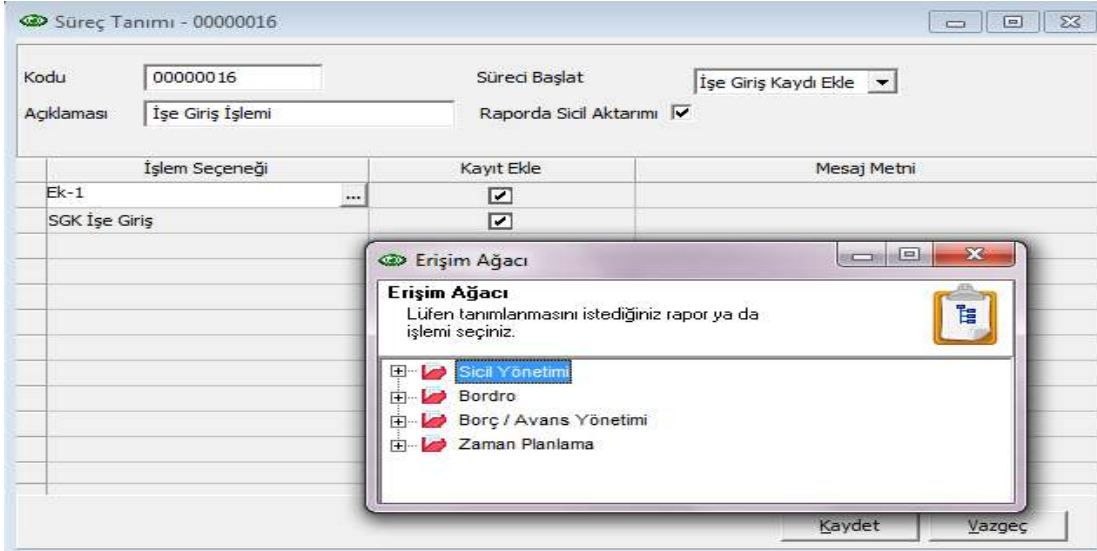 Süreç Tanımı - 00000016
Kodu 00000016 Süreci Başlat İşe Giriş Kaydı Ekle
Açıklaması İşe Giriş İşlemi Raporda Sicil Aktarımı
İşlem Seçeneği Kayıt Ekle Mesaj Metni
Ek-1 ...
SGK İşe Giriş
Erişim Ağacı
Erişim Ağacı
Lüfen tanımlanmasını istediğiniz rapor ya da
işlemi seçiniz.
Sicil Yönetimi
Bordro
Borç / Avans Yönetimi
Zaman Planlama
Kaydet Vazgeç